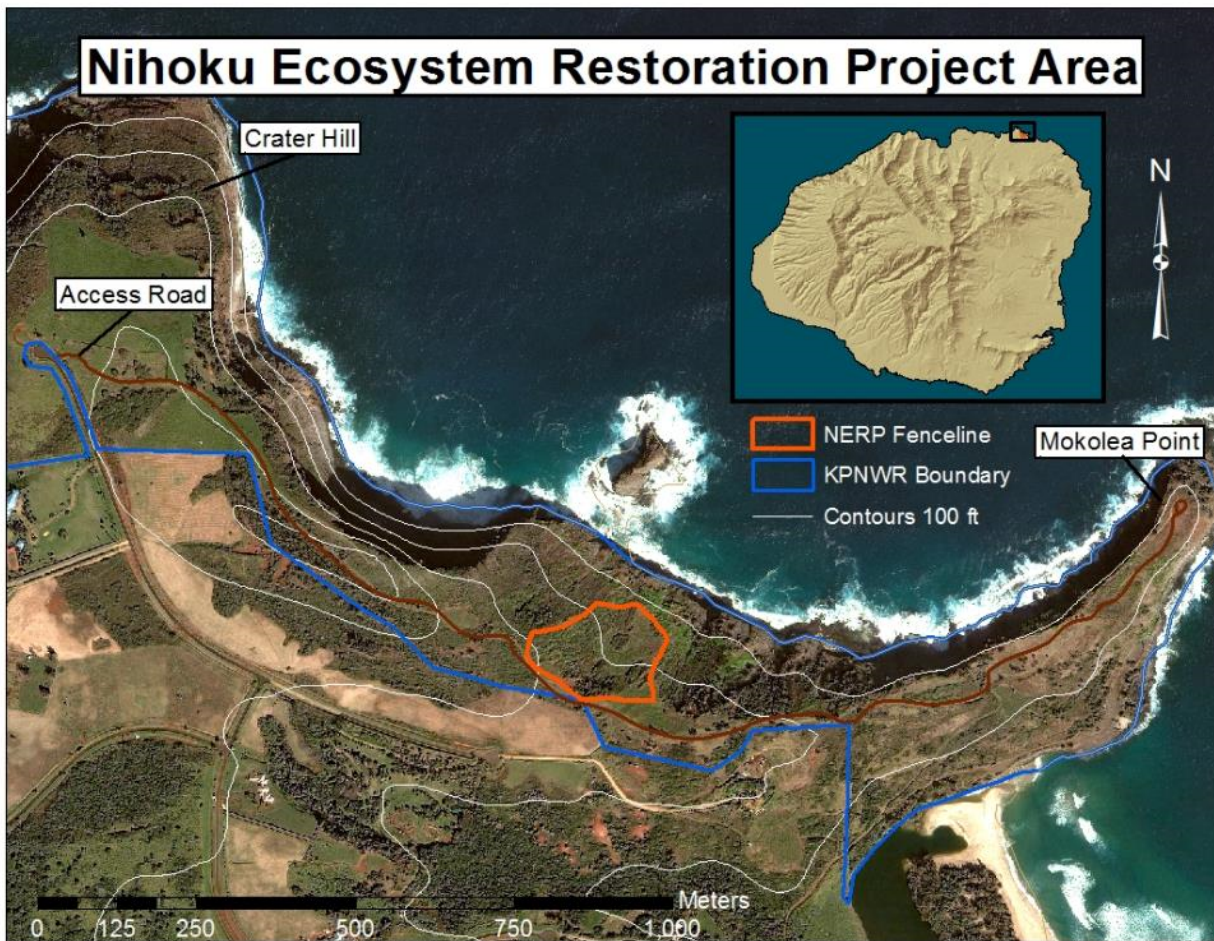 Nihoku Ecosystem Restoration Project Area
Crater Hill
N
Access Road
NERP Fenceline
Mokolea Point
KPNWR Boundary
Contours 100 ft
Meters
0 125 250 500 750 1,000